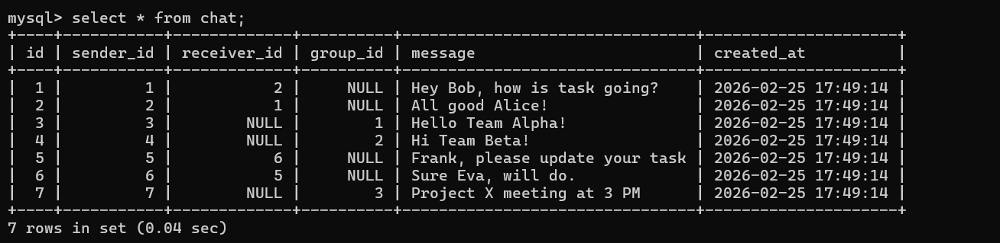 mysql> select * from chat;
+----+-----------+-------------+----------+--------------------------------+---------------------+
| id | sender_id | receiver_id | group_id | message                        | created_at          |
+----+-----------+-------------+----------+--------------------------------+---------------------+
|  1 |         1 |           2 |     NULL | Hey Bob, how is task going?    | 2026-02-25 17:49:14 |
|  2 |         2 |           1 |     NULL | All good Alice!                | 2026-02-25 17:49:14 |
|  3 |         3 |        NULL |        1 | Hello Team Alpha!              | 2026-02-25 17:49:14 |
|  4 |         4 |        NULL |        2 | Hi Team Beta!                  | 2026-02-25 17:49:14 |
|  5 |         5 |           6 |     NULL | Frank, please update your task | 2026-02-25 17:49:14 |
|  6 |         6 |           5 |     NULL | Sure Eva, will do.             | 2026-02-25 17:49:14 |
|  7 |         7 |        NULL |        3 | Project X meeting at 3 PM      | 2026-02-25 17:49:14 |
+----+-----------+-------------+----------+--------------------------------+---------------------+
7 rows in set (0.04 sec)